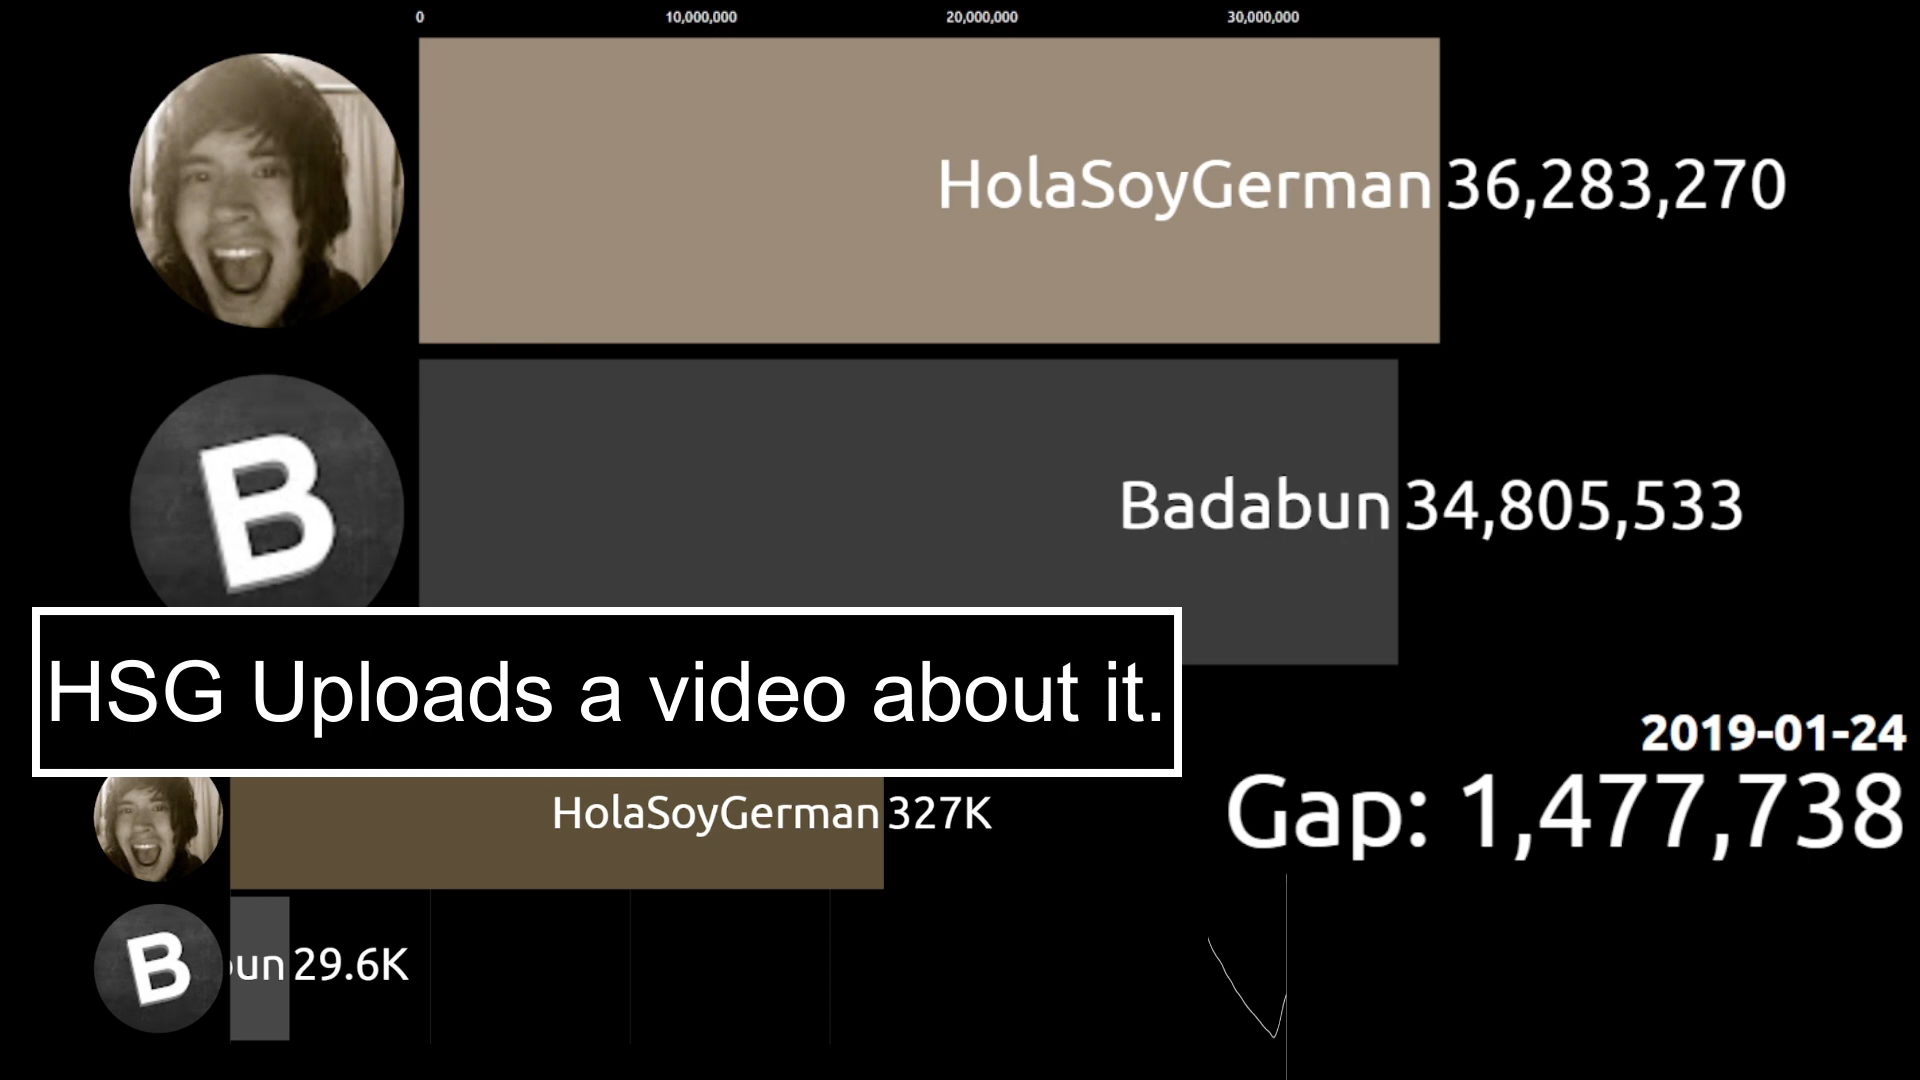 0 10,000,000 20,000,000 30,000,000
HolaSoyGerman 36,283,270
B
Badabun 34,805,533
HSG Uploads a video about it.
2019-01-24
Gap: 1,477,738
HolaSoyGerman 327K
B
un 29.6K